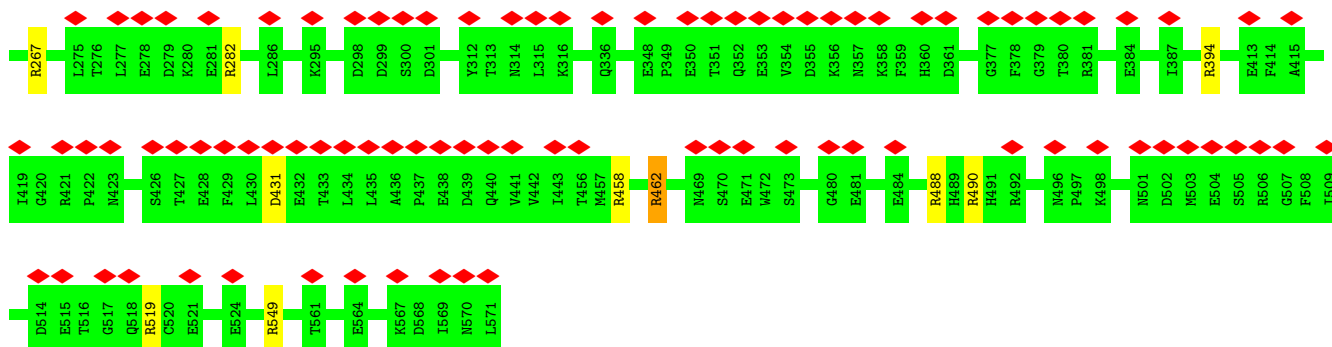 R267 L275 T276 L277 E278 D279 K280 E281 R282 L286 K295 D298 D299 S300 D301 Y312 T313 N314 L315 K316 Q336 E348 P349 E350 T351 Q352 E353 V354 D355 K356 N357 K358 F359 H360 D361 G377 F378 G379 T380 R381 E384 I387 R394 E413 F414 A415
I419 G420 R421 P422 N423 S426 T427 E428 F429 L430 D431 E432 T433 L434 L435 A436 P437 E438 D439 Q440 V441 V442 I443 T456 M457 R458 R462 N469 S470 E471 W472 S473 G480 E481 E484 R488 H489 R490 H491 R492 N496 P497 K498 N501 D502 M503 E504 S505 R506 G507 F508 I509
D514 E515 T516 G517 Q518 R519 C520 E521 E524 R549 T561 E564 K567 D568 I569 N570 L571